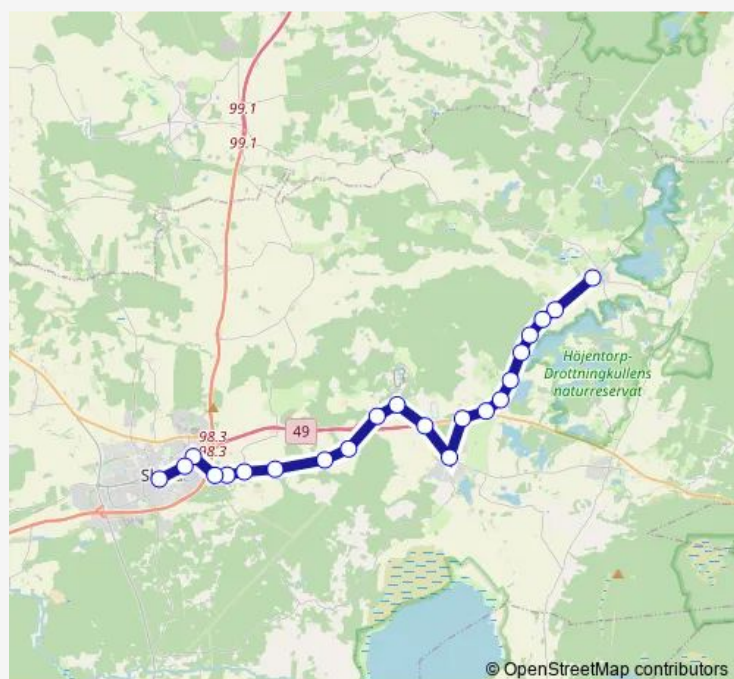 99.1
99.1
Höjentorp-
Drottningkullens
naturreservat
49
98.3
98.3
© OpenStreetMap contributors